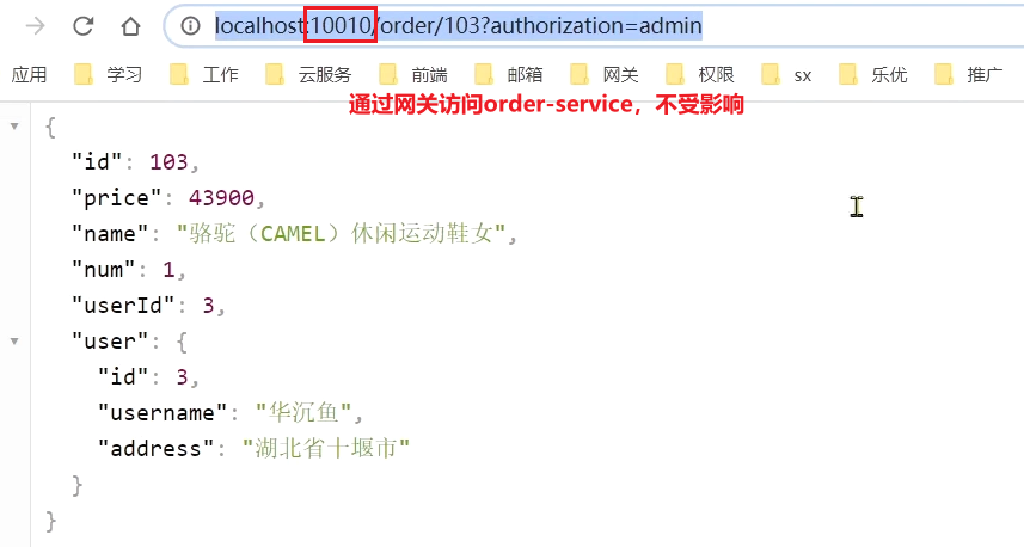 localhost:10010/order/103?authorization=admin
应用 学习 工作 云服务 前端 邮箱 网关 权限 sx 乐优 推广
通过网关访问order-service，不受影响
{
"id": 103,
"price": 43900,
"name": "骆驼（CAMEL）休闲运动鞋女",
"num": 1,
"userId": 3,
"user": {
"id": 3,
"username": "华沉鱼",
"address": "湖北省十堰市"
}
}